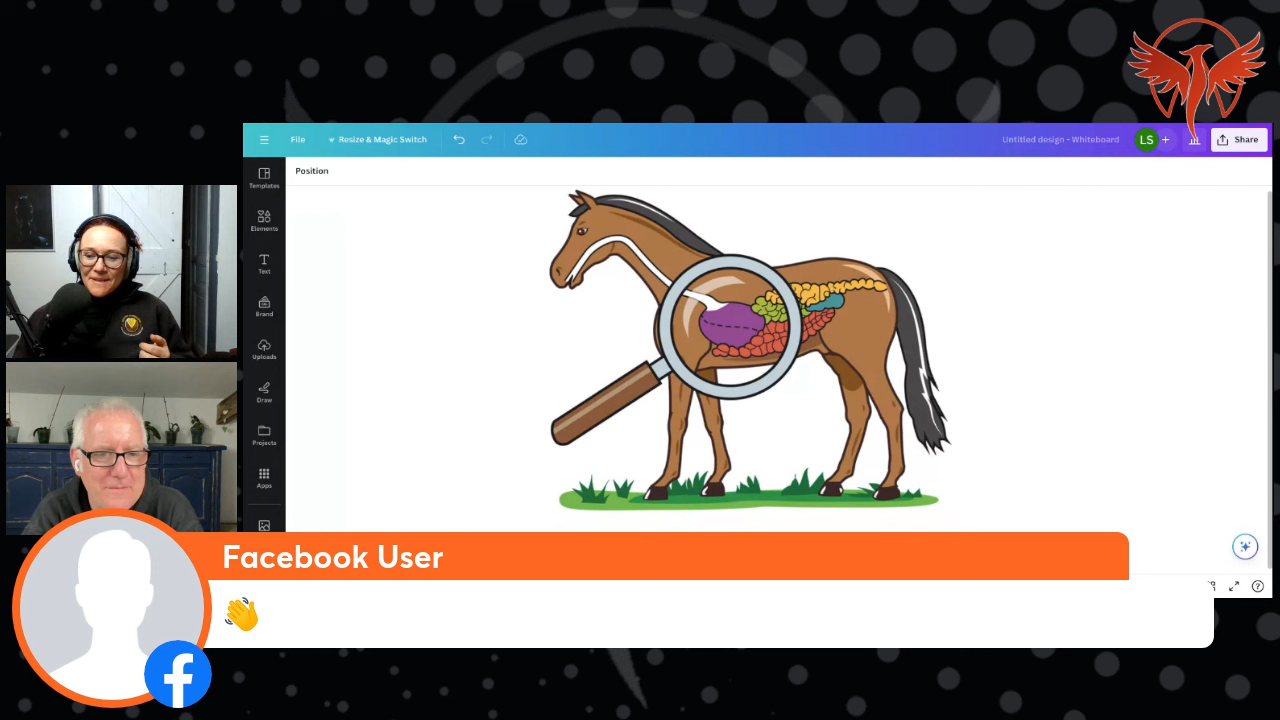 File
Resize & Magic Switch
Untitled design - Whiteboard
LS
+
Share
Position
Templates
Elements
Text
Brand
Uploads
Draw
Projects
Apps
Facebook User
👋